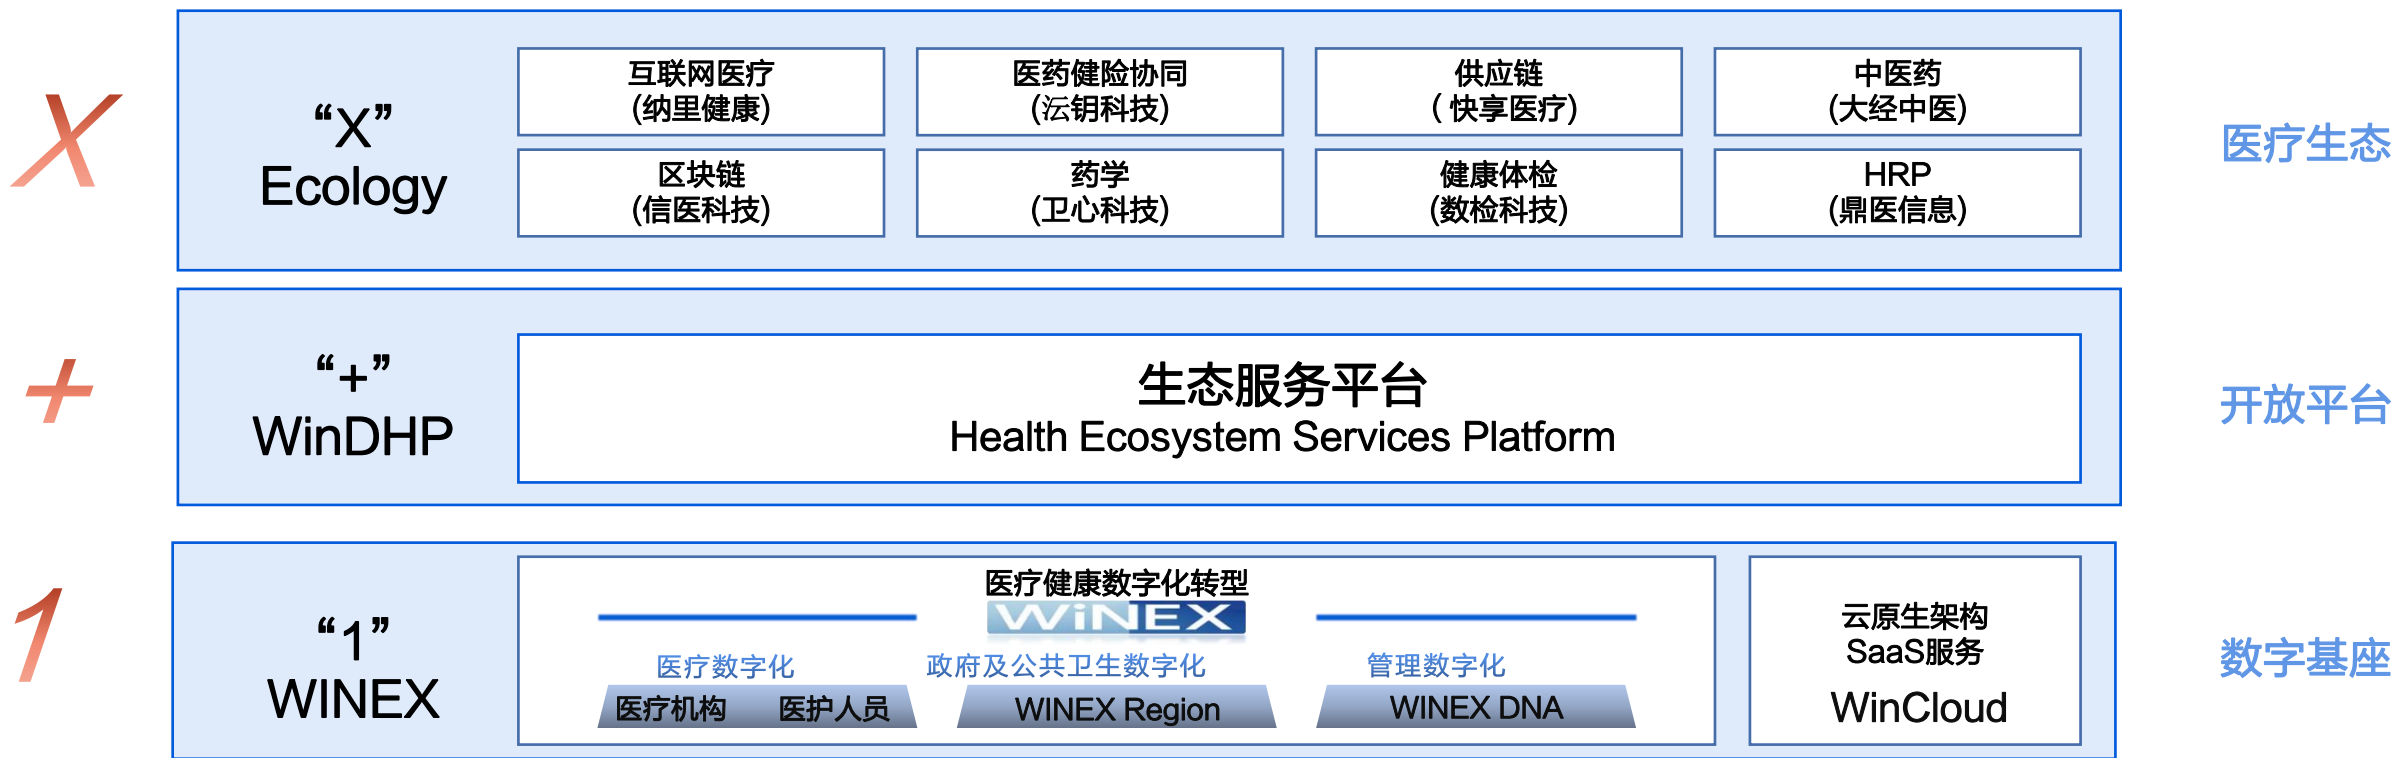 X
“X”
Ecology
互联网医疗
(纳里健康)
医药健险协同
(沄钥科技)
供应链
( 快享医疗)
中医药
(大经中医)
区块链
(信医科技)
药学
(卫心科技)
健康体检
(数检科技)
HRP
(鼎医信息)
医疗生态
+
“+”
WinDHP
生态服务平台
Health Ecosystem Services Platform
开放平台
1
“1”
WINEX
医疗健康数字化转型
WiNEX
医疗数字化
政府及公共卫生数字化
管理数字化
医疗机构 医护人员
WINEX Region
WINEX DNA
云原生架构
SaaS服务
WinCloud
数字基座